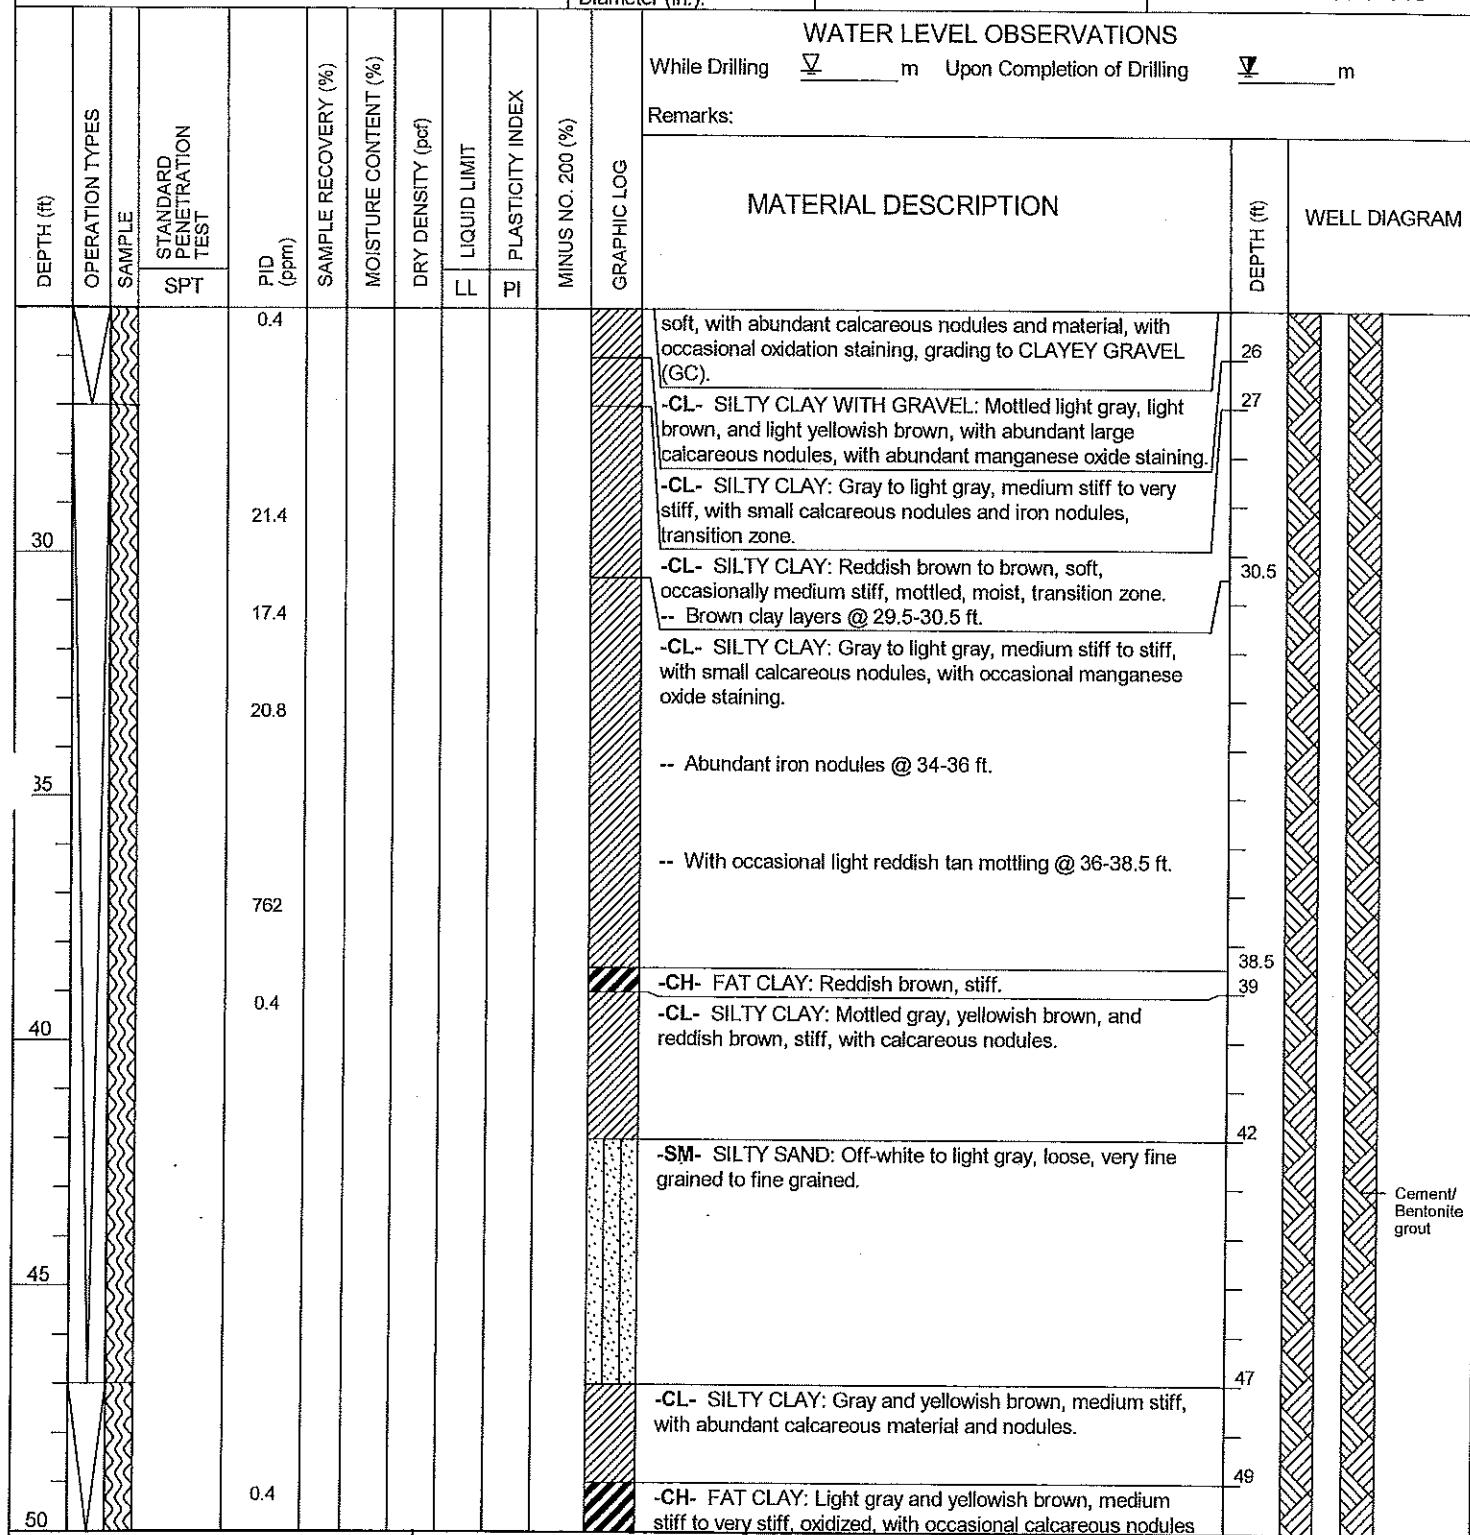 Diameter (in.):
WATER LEVEL OBSERVATIONS
While Drilling m Upon Completion of Drilling m
Remarks:
DEPTH (ft)
OPERATION TYPES
SAMPLE
STANDARD
PENETRATION
TEST
SPT
PID
(ppm)
SAMPLE RECOVERY (%)
MOISTURE CONTENT (%)
DRY DENSITY (pcf)
LIQUID LIMIT
LL
PLASTICITY INDEX
PI
MINUS NO. 200 (%)
GRAPHIC LOG
MATERIAL DESCRIPTION
DEPTH (ft)
WELL DIAGRAM
0.4
soft, with abundant calcareous nodules and material, with
occasional oxidation staining, grading to CLAYEY GRAVEL
(GC).
26
-CL- SILTY CLAY WITH GRAVEL: Mottled light gray, light
brown, and light yellowish brown, with abundant large
calcareous nodules, with abundant manganese oxide staining.
27
-CL- SILTY CLAY: Gray to light gray, medium stiff to very
stiff, with small calcareous nodules and iron nodules,
transition zone.
21.4
30
-CL- SILTY CLAY: Reddish brown to brown, soft,
occasionally medium stiff, mottled, moist, transition zone.
-- Brown clay layers @ 29.5-30.5 ft.
30.5
17.4
-CL- SILTY CLAY: Gray to light gray, medium stiff to stiff,
with small calcareous nodules, with occasional manganese
oxide staining.
20.8
-- Abundant iron nodules @ 34-36 ft.
35
-- With occasional light reddish tan mottling @ 36-38.5 ft.
762
38.5
-CH- FAT CLAY: Reddish brown, stiff.
39
0.4
-CL- SILTY CLAY: Mottled gray, yellowish brown, and
reddish brown, stiff, with calcareous nodules.
40
42
-SM- SILTY SAND: Off-white to light gray, loose, very fine
grained to fine grained.
Cement/
Bentonite
grout
45
47
-CL- SILTY CLAY: Gray and yellowish brown, medium stiff,
with abundant calcareous material and nodules.
49
0.4
-CH- FAT CLAY: Light gray and yellowish brown, medium
stiff to very stiff, oxidized, with occasional calcareous nodules
50